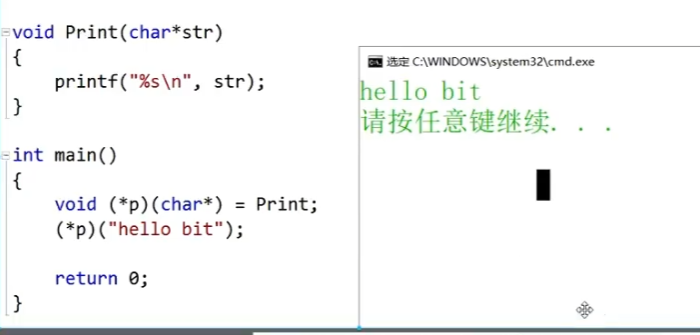 void Print(char*str)
{
    printf("%s\n", str);
}
int main()
{
    void (*p)(char*) = Print;
    (*p)("hello bit");
    return 0;
}
选定 C:\WINDOWS\system32\cmd.exe
hello bit
请按任意键继续. . .